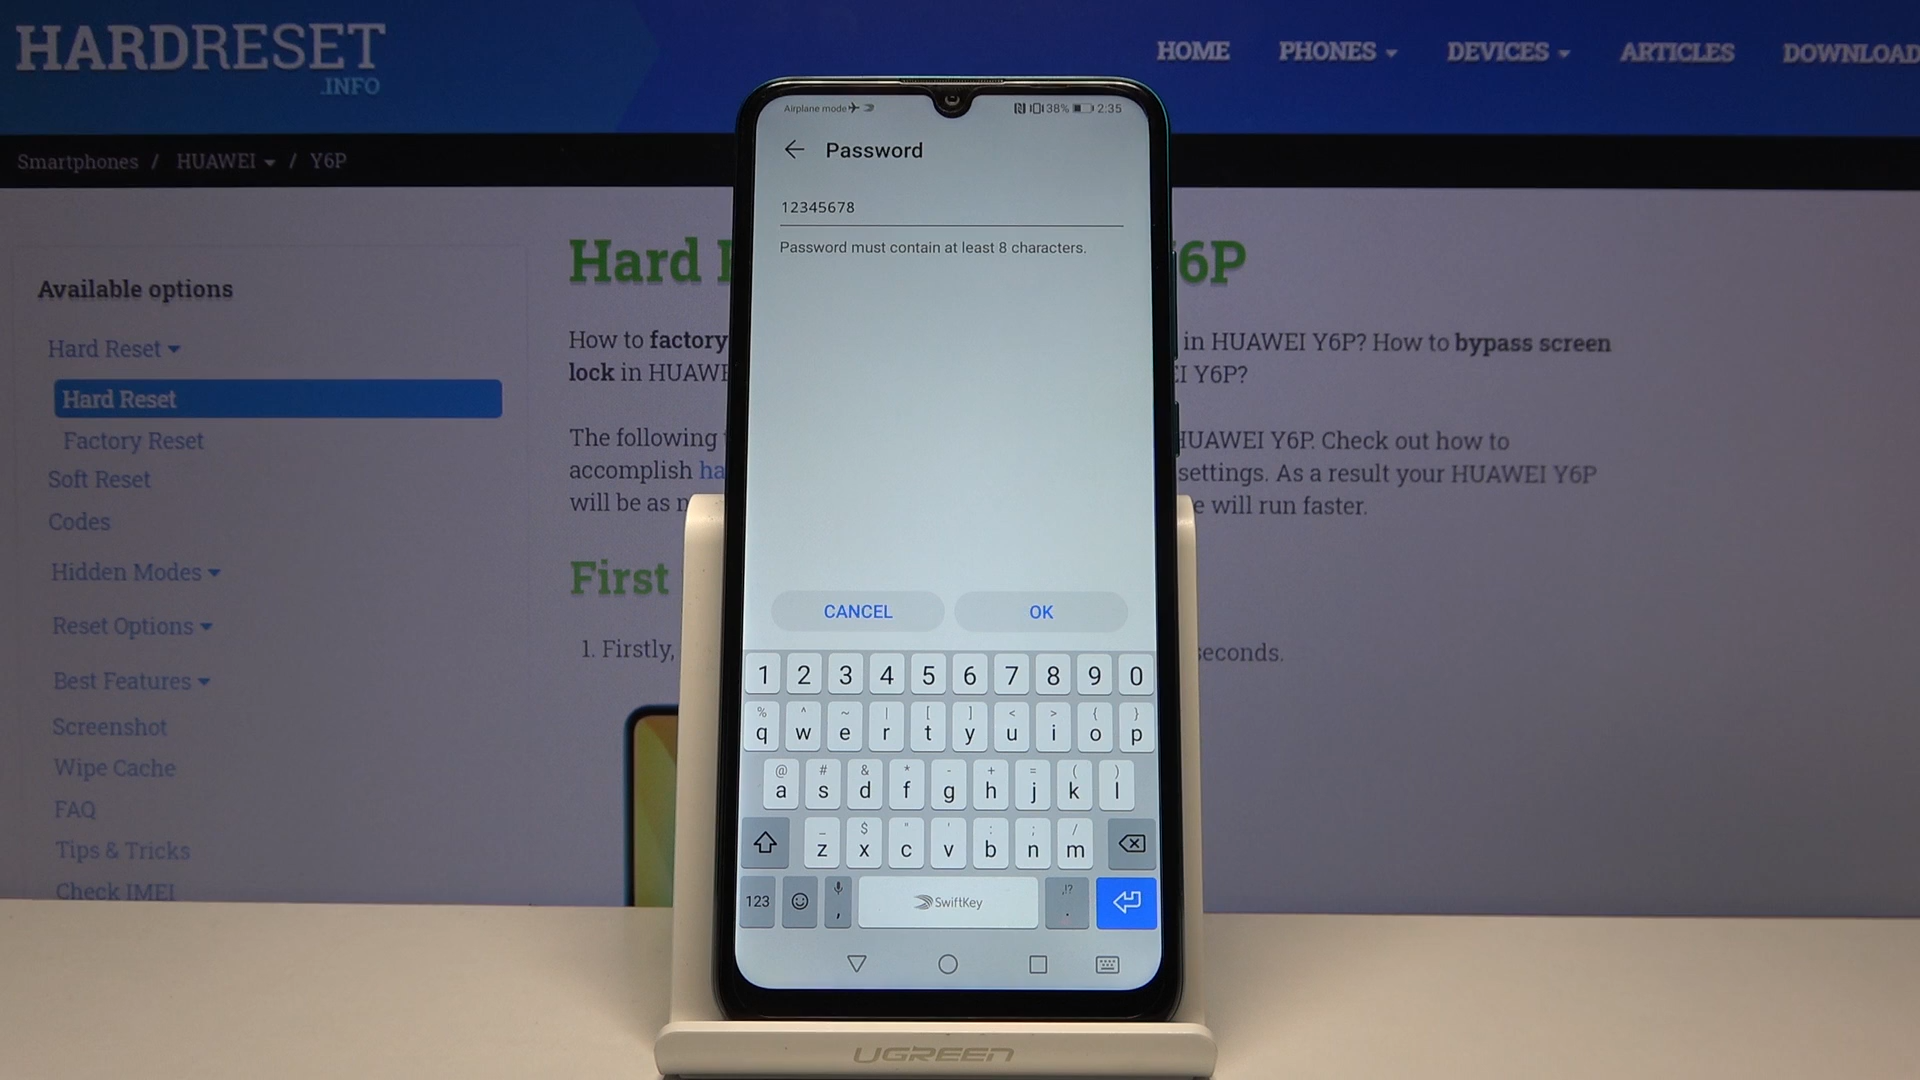 HARDRESET
.INFO
HOME PHONES DEVICES ARTICLES DOWNLOAD
Smartphones / HUAWEI / Y6P
Available options
Hard Reset
Hard Reset
Factory Reset
Soft Reset
Codes
Hidden Modes
Reset Options
Best Features
Screenshot
Wipe Cache
FAQ
Tips & Tricks
Check IMEI
Hard 6P
How to factory in HUAWEI Y6P? How to bypass screen
lock in HUAWE Y6P?
The following HUAWEI Y6P. Check out how to
accomplish ha settings. As a result your HUAWEI Y6P
will be as n e will run faster.
First
1. Firstly, seconds.
Airplane mode 38% 2:35
Password
12345678
Password must contain at least 8 characters.
CANCEL OK
1 2 3 4 5 6 7 8 9 0
% ^ ~ | [ ] < > { }
q w e r t y u i o p
@ # & * - + = ( )
a s d f g h j k l
_ $ " ' : ; /
z x c v b n m
123 , SwiftKey ,!? .
UGREEN